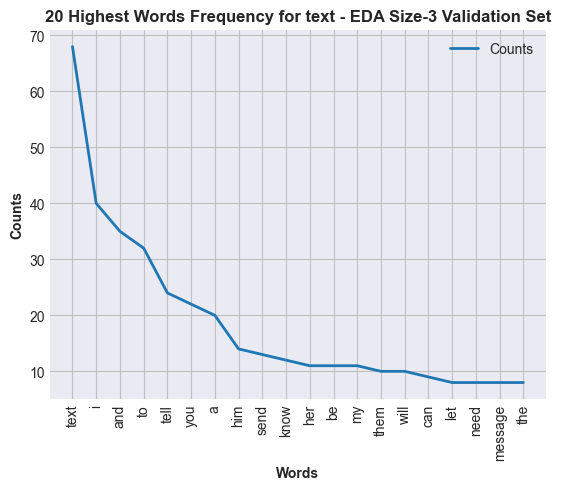 20 Highest Words Frequency for text - EDA Size-3 Validation Set
Counts
70
60
50
40
30
20
10
Counts
text
i
and
to
tell
you
a
him
send
know
her
be
my
them
will
can
let
need
message
the
Words